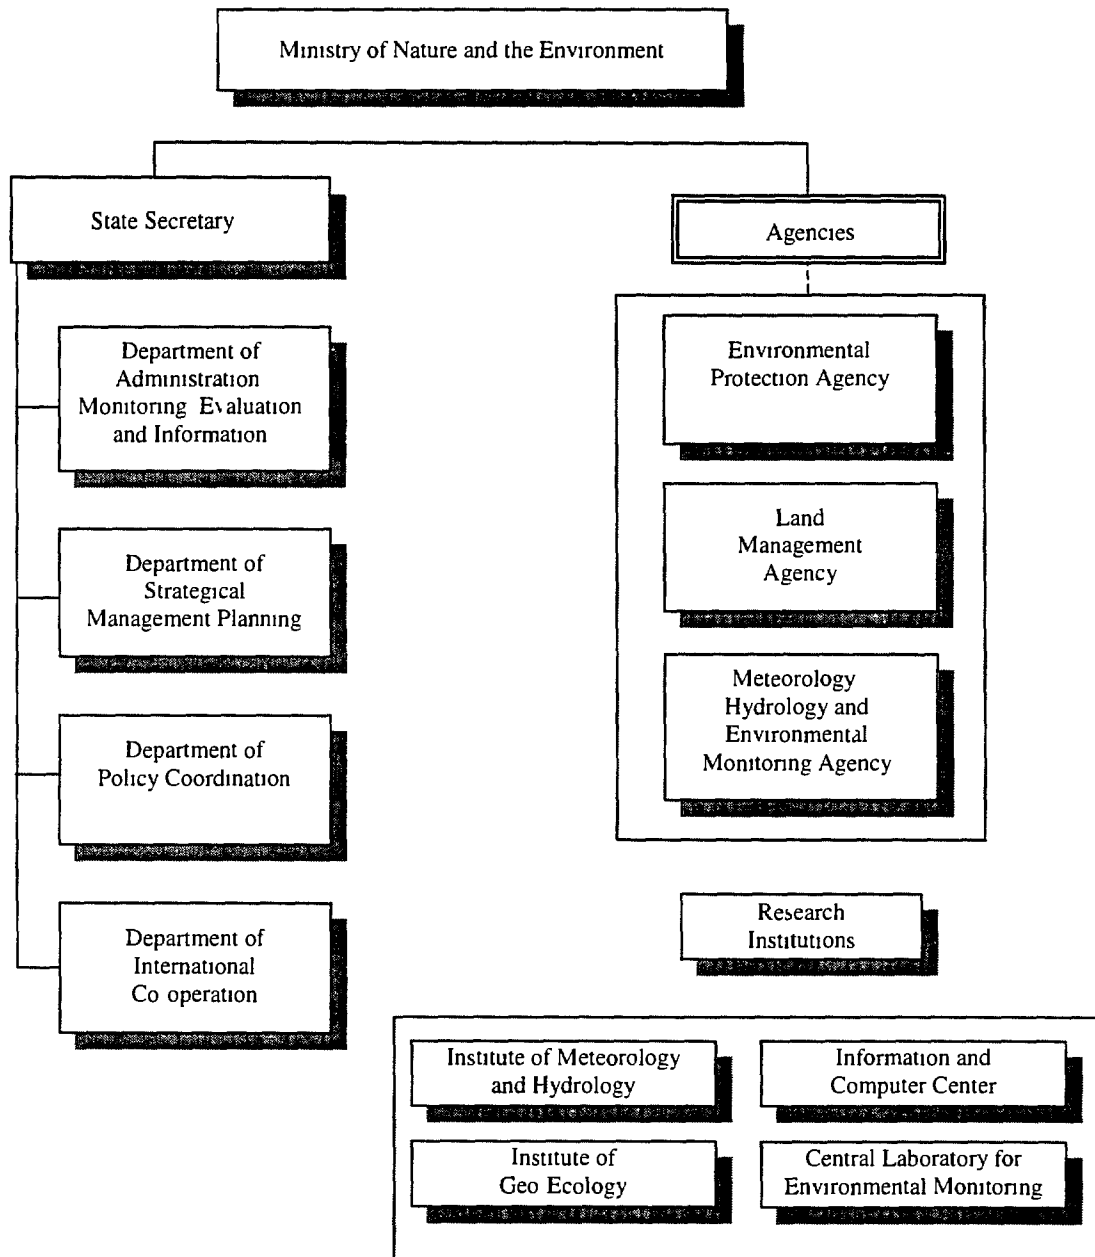 Ministry of Nature and the Environment
State Secretary
Agencies
Department of
Administration
Monitoring Evaluation
and Information
Department of
Strategical
Management Planning
Department of
Policy Coordination
Department of
International
Co operation
Environmental
Protection Agency
Land
Management
Agency
Meteorology
Hydrology and
Environmental
Monitoring Agency
Research
Institutions
Institute of Meteorology
and Hydrology
Information and
Computer Center
Institute of
Geo Ecology
Central Laboratory for
Environmental Monitoring